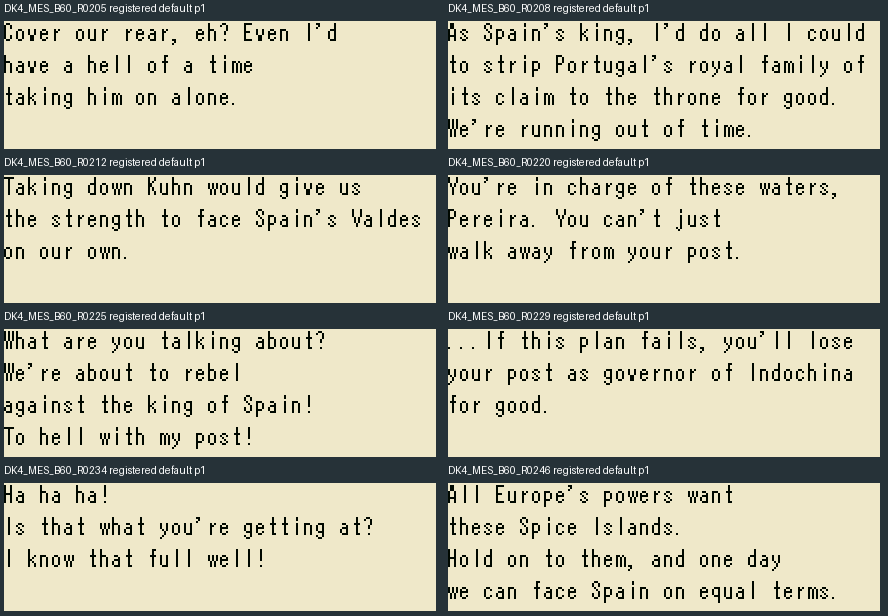 DK4_MES_B60_R0205 registered default p1
Cover our rear, eh? Even I'd
have a hell of a time
taking him on alone.
DK4_MES_B60_R0208 registered default p1
As Spain's king, I'd do all I could
to strip Portugal's royal family of
its claim to the throne for good.
We're running out of time.
DK4_MES_B60_R0212 registered default p1
Taking down Kuhn would give us
the strength to face Spain's Valdes
on our own.
DK4_MES_B60_R0220 registered default p1
You're in charge of these waters,
Pereira. You can't just
walk away from your post.
DK4_MES_B60_R0225 registered default p1
What are you talking about?
We're about to rebel
against the king of Spain!
To hell with my post!
DK4_MES_B60_R0229 registered default p1
...If this plan fails, you'll lose
your post as governor of Indochina
for good.
DK4_MES_B60_R0234 registered default p1
Ha ha ha!
Is that what you're getting at?
I know that full well!
DK4_MES_B60_R0246 registered default p1
All Europe's powers want
these Spice Islands.
Hold on to them, and one day
we can face Spain on equal terms.